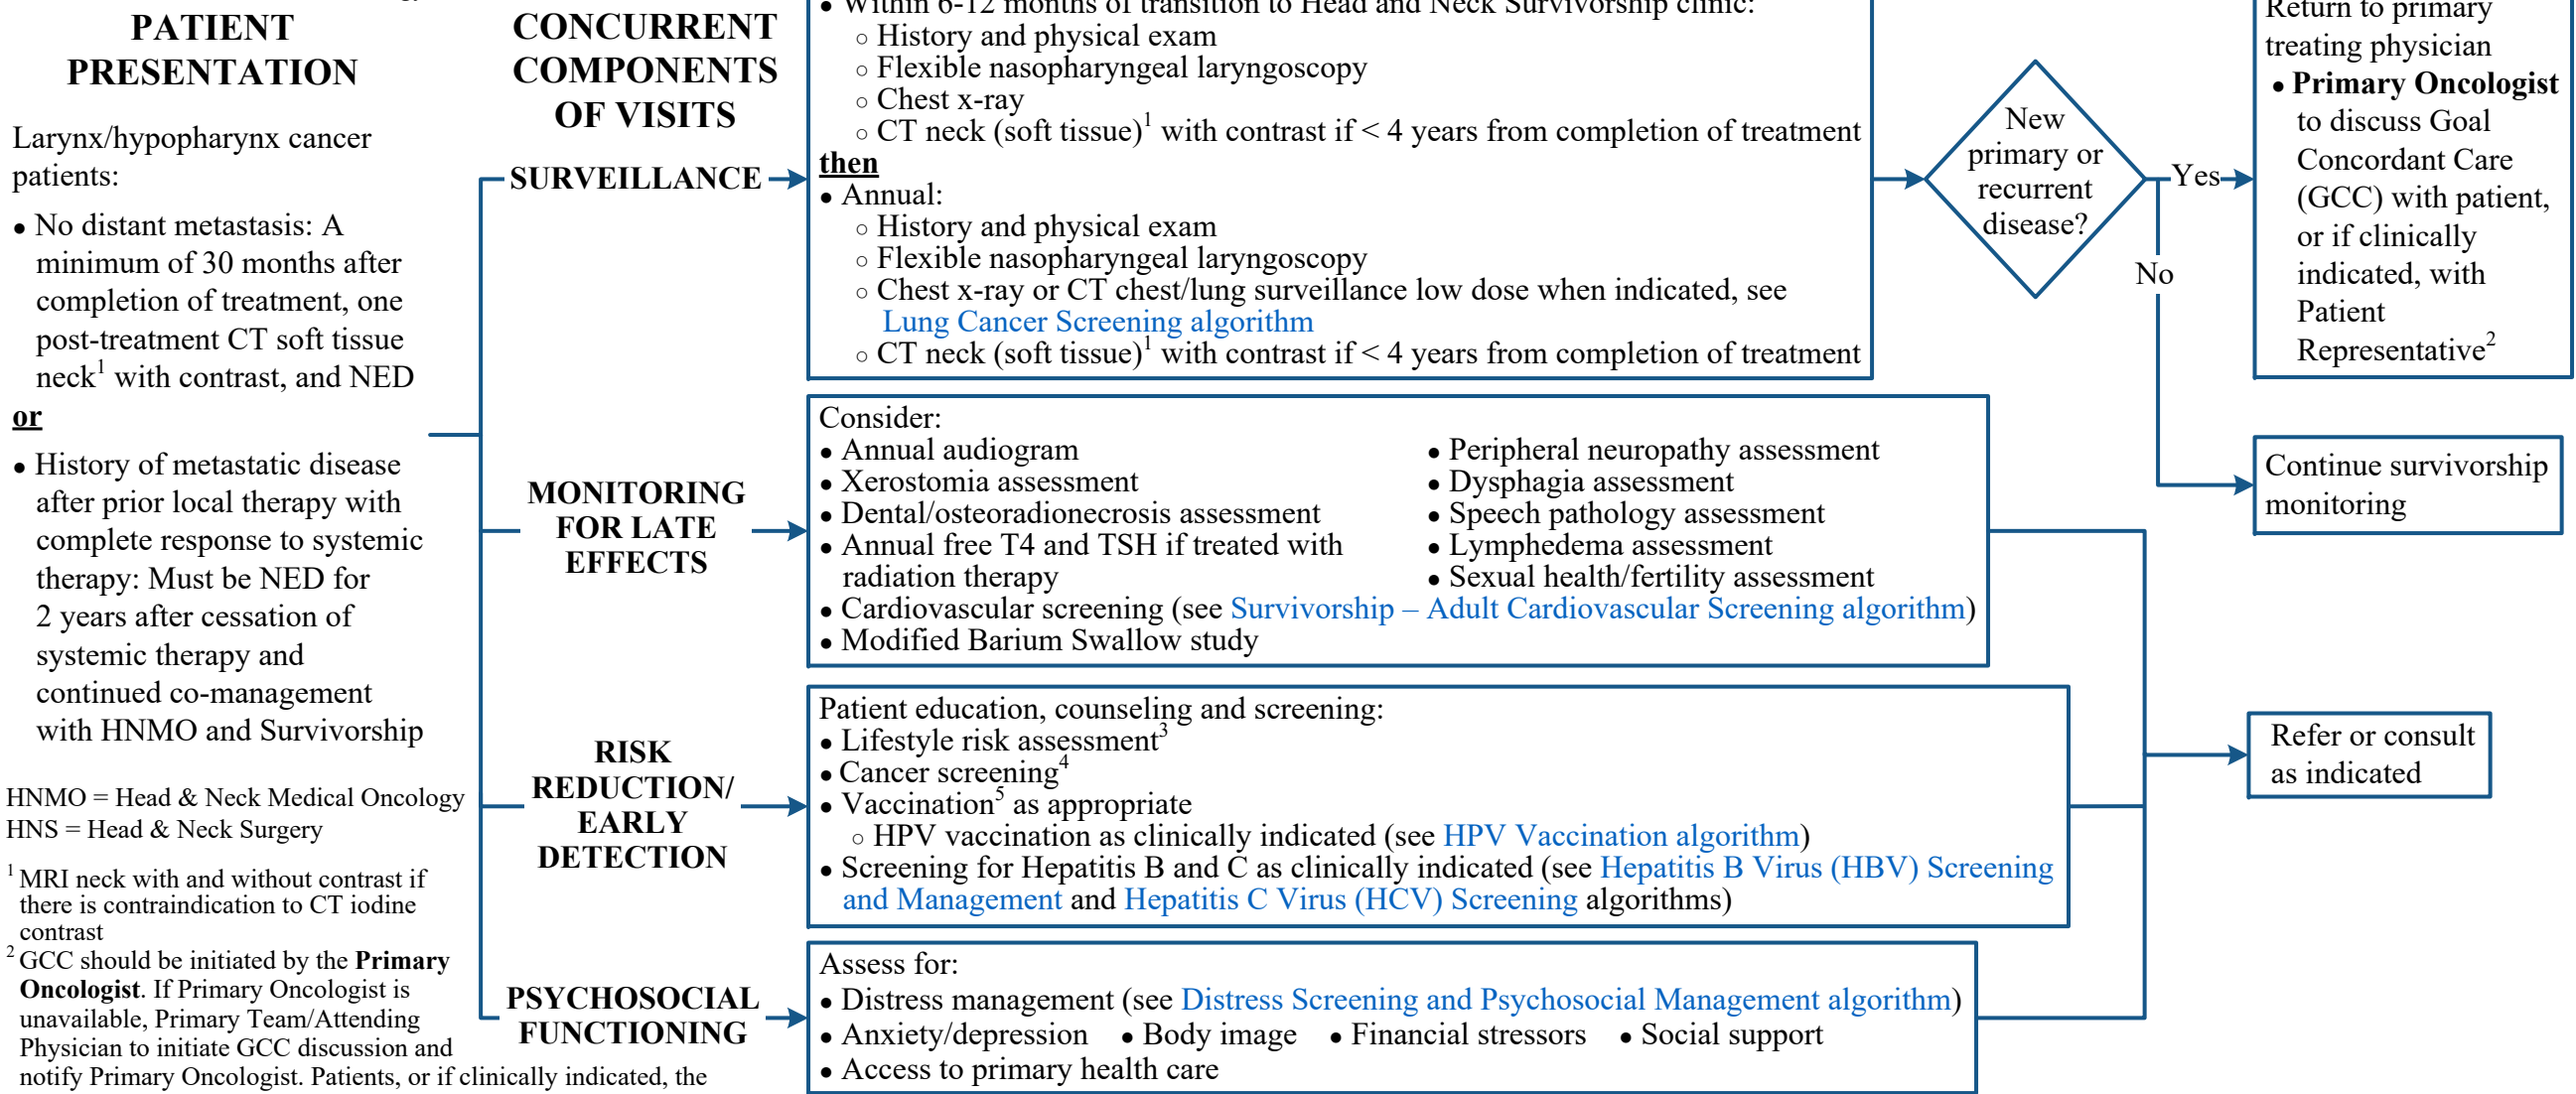 PATIENT
PRESENTATION
Larynx/hypopharynx cancer
patients:
● No distant metastasis: A
minimum of 30 months after
completion of treatment, one
post-treatment CT soft tissue
neck¹ with contrast, and NED
or
● History of metastatic disease
after prior local therapy with
complete response to systemic
therapy: Must be NED for
2 years after cessation of
systemic therapy and
continued co-management
with HNMO and Survivorship
HNMO = Head & Neck Medical Oncology
HNS = Head & Neck Surgery
¹ MRI neck with and without contrast if
there is contraindication to CT iodine
contrast
² GCC should be initiated by the Primary
Oncologist. If Primary Oncologist is
unavailable, Primary Team/Attending
Physician to initiate GCC discussion and
notify Primary Oncologist. Patients, or if clinically indicated, the
CONCURRENT
COMPONENTS
OF VISITS
SURVEILLANCE
● Within 6-12 months of transition to Head and Neck Survivorship clinic:
○ History and physical exam
○ Flexible nasopharyngeal laryngoscopy
○ Chest x-ray
○ CT neck (soft tissue)¹ with contrast if < 4 years from completion of treatment
then
● Annual:
○ History and physical exam
○ Flexible nasopharyngeal laryngoscopy
○ Chest x-ray or CT chest/lung surveillance low dose when indicated, see
Lung Cancer Screening algorithm
○ CT neck (soft tissue)¹ with contrast if < 4 years from completion of treatment
New
primary or
recurrent
disease?
Yes
No
Return to primary
treating physician
● Primary Oncologist
to discuss Goal
Concordant Care
(GCC) with patient,
or if clinically
indicated, with
Patient
Representative²
Continue survivorship
monitoring
MONITORING
FOR LATE
EFFECTS
Consider:
● Annual audiogram
● Xerostomia assessment
● Dental/osteoradionecrosis assessment
● Annual free T4 and TSH if treated with
radiation therapy
● Cardiovascular screening (see Survivorship – Adult Cardiovascular Screening algorithm)
● Modified Barium Swallow study
● Peripheral neuropathy assessment
● Dysphagia assessment
● Speech pathology assessment
● Lymphedema assessment
● Sexual health/fertility assessment
RISK
REDUCTION/
EARLY
DETECTION
Patient education, counseling and screening:
● Lifestyle risk assessment³
● Cancer screening⁴
● Vaccination⁵ as appropriate
○ HPV vaccination as clinically indicated (see HPV Vaccination algorithm)
● Screening for Hepatitis B and C as clinically indicated (see Hepatitis B Virus (HBV) Screening
and Management and Hepatitis C Virus (HCV) Screening algorithms)
Refer or consult
as indicated
PSYCHOSOCIAL
FUNCTIONING
Assess for:
● Distress management (see Distress Screening and Psychosocial Management algorithm)
● Anxiety/depression ● Body image ● Financial stressors ● Social support
● Access to primary health care